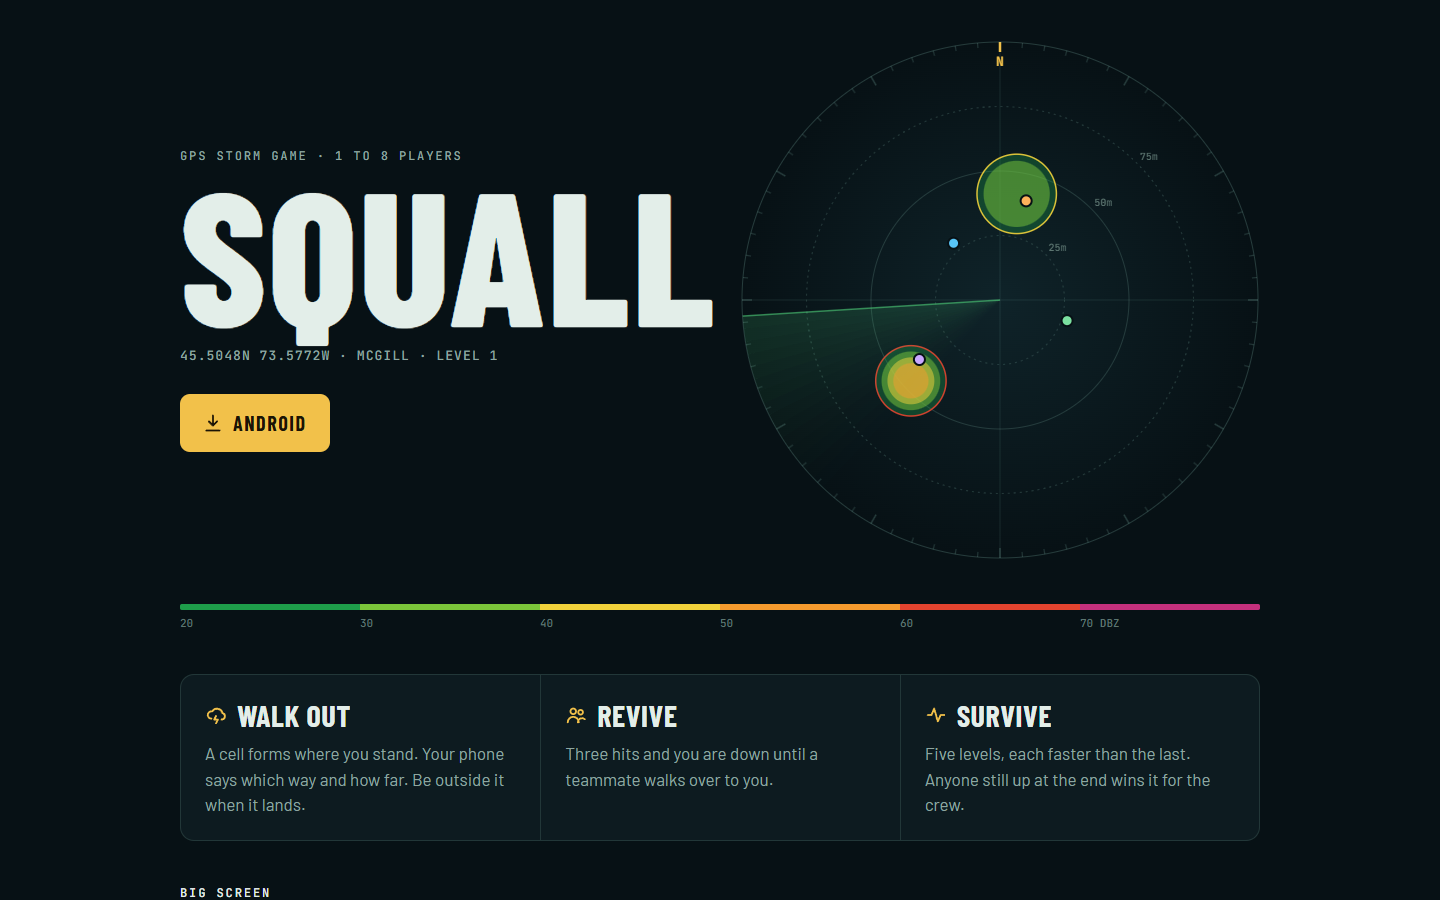 GPS STORM GAME · 1 TO 8 PLAYERS
SQUALL
45.5048N 73.5772W · MCGILL · LEVEL 1
ANDROID
N
75m
50m
25m
20 30 40 50 60 70 DBZ
WALK OUT
A cell forms where you stand. Your phone
says which way and how far. Be outside it
when it lands.
REVIVE
Three hits and you are down until a
teammate walks over to you.
SURVIVE
Five levels, each faster than the last.
Anyone still up at the end wins it for the
crew.
BIG SCREEN